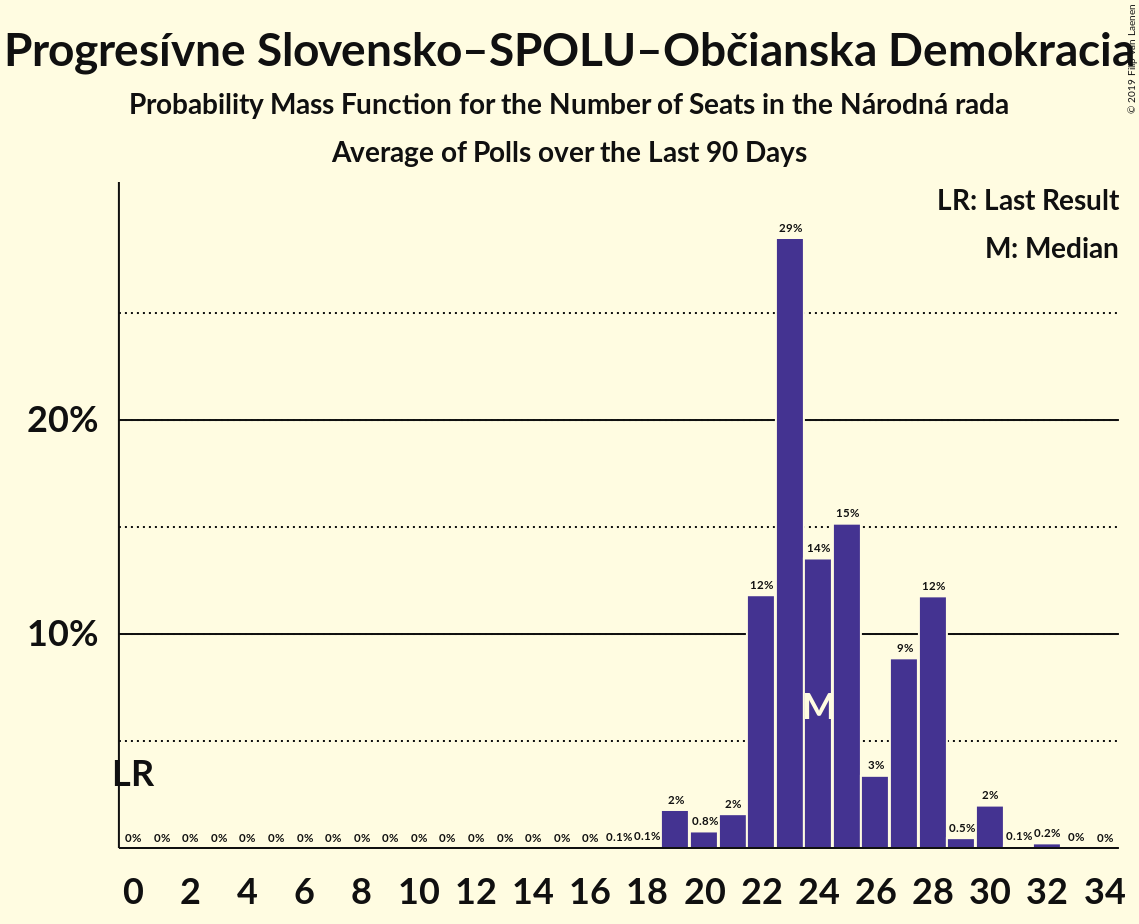 Progresívne Slovensko–SPOLU–Občianska Demokracia
© 2019 Filip van Laenen
Probability Mass Function for the Number of Seats in the Národná rada
Average of Polls over the Last 90 Days
LR: Last Result
M: Median
29%
20%
15%
14%
12%
12%
10%
9%
M
3%
LR
2%
2%
2%
0.8%
0.5%
0% 0% 0% 0% 0% 0% 0% 0% 0% 0% 0% 0% 0% 0% 0% 0% 0% 0.1% 0.1% 0.1% 0.2% 0% 0%
0 2 4 6 8 10 12 14 16 18 20 22 24 26 28 30 32 34